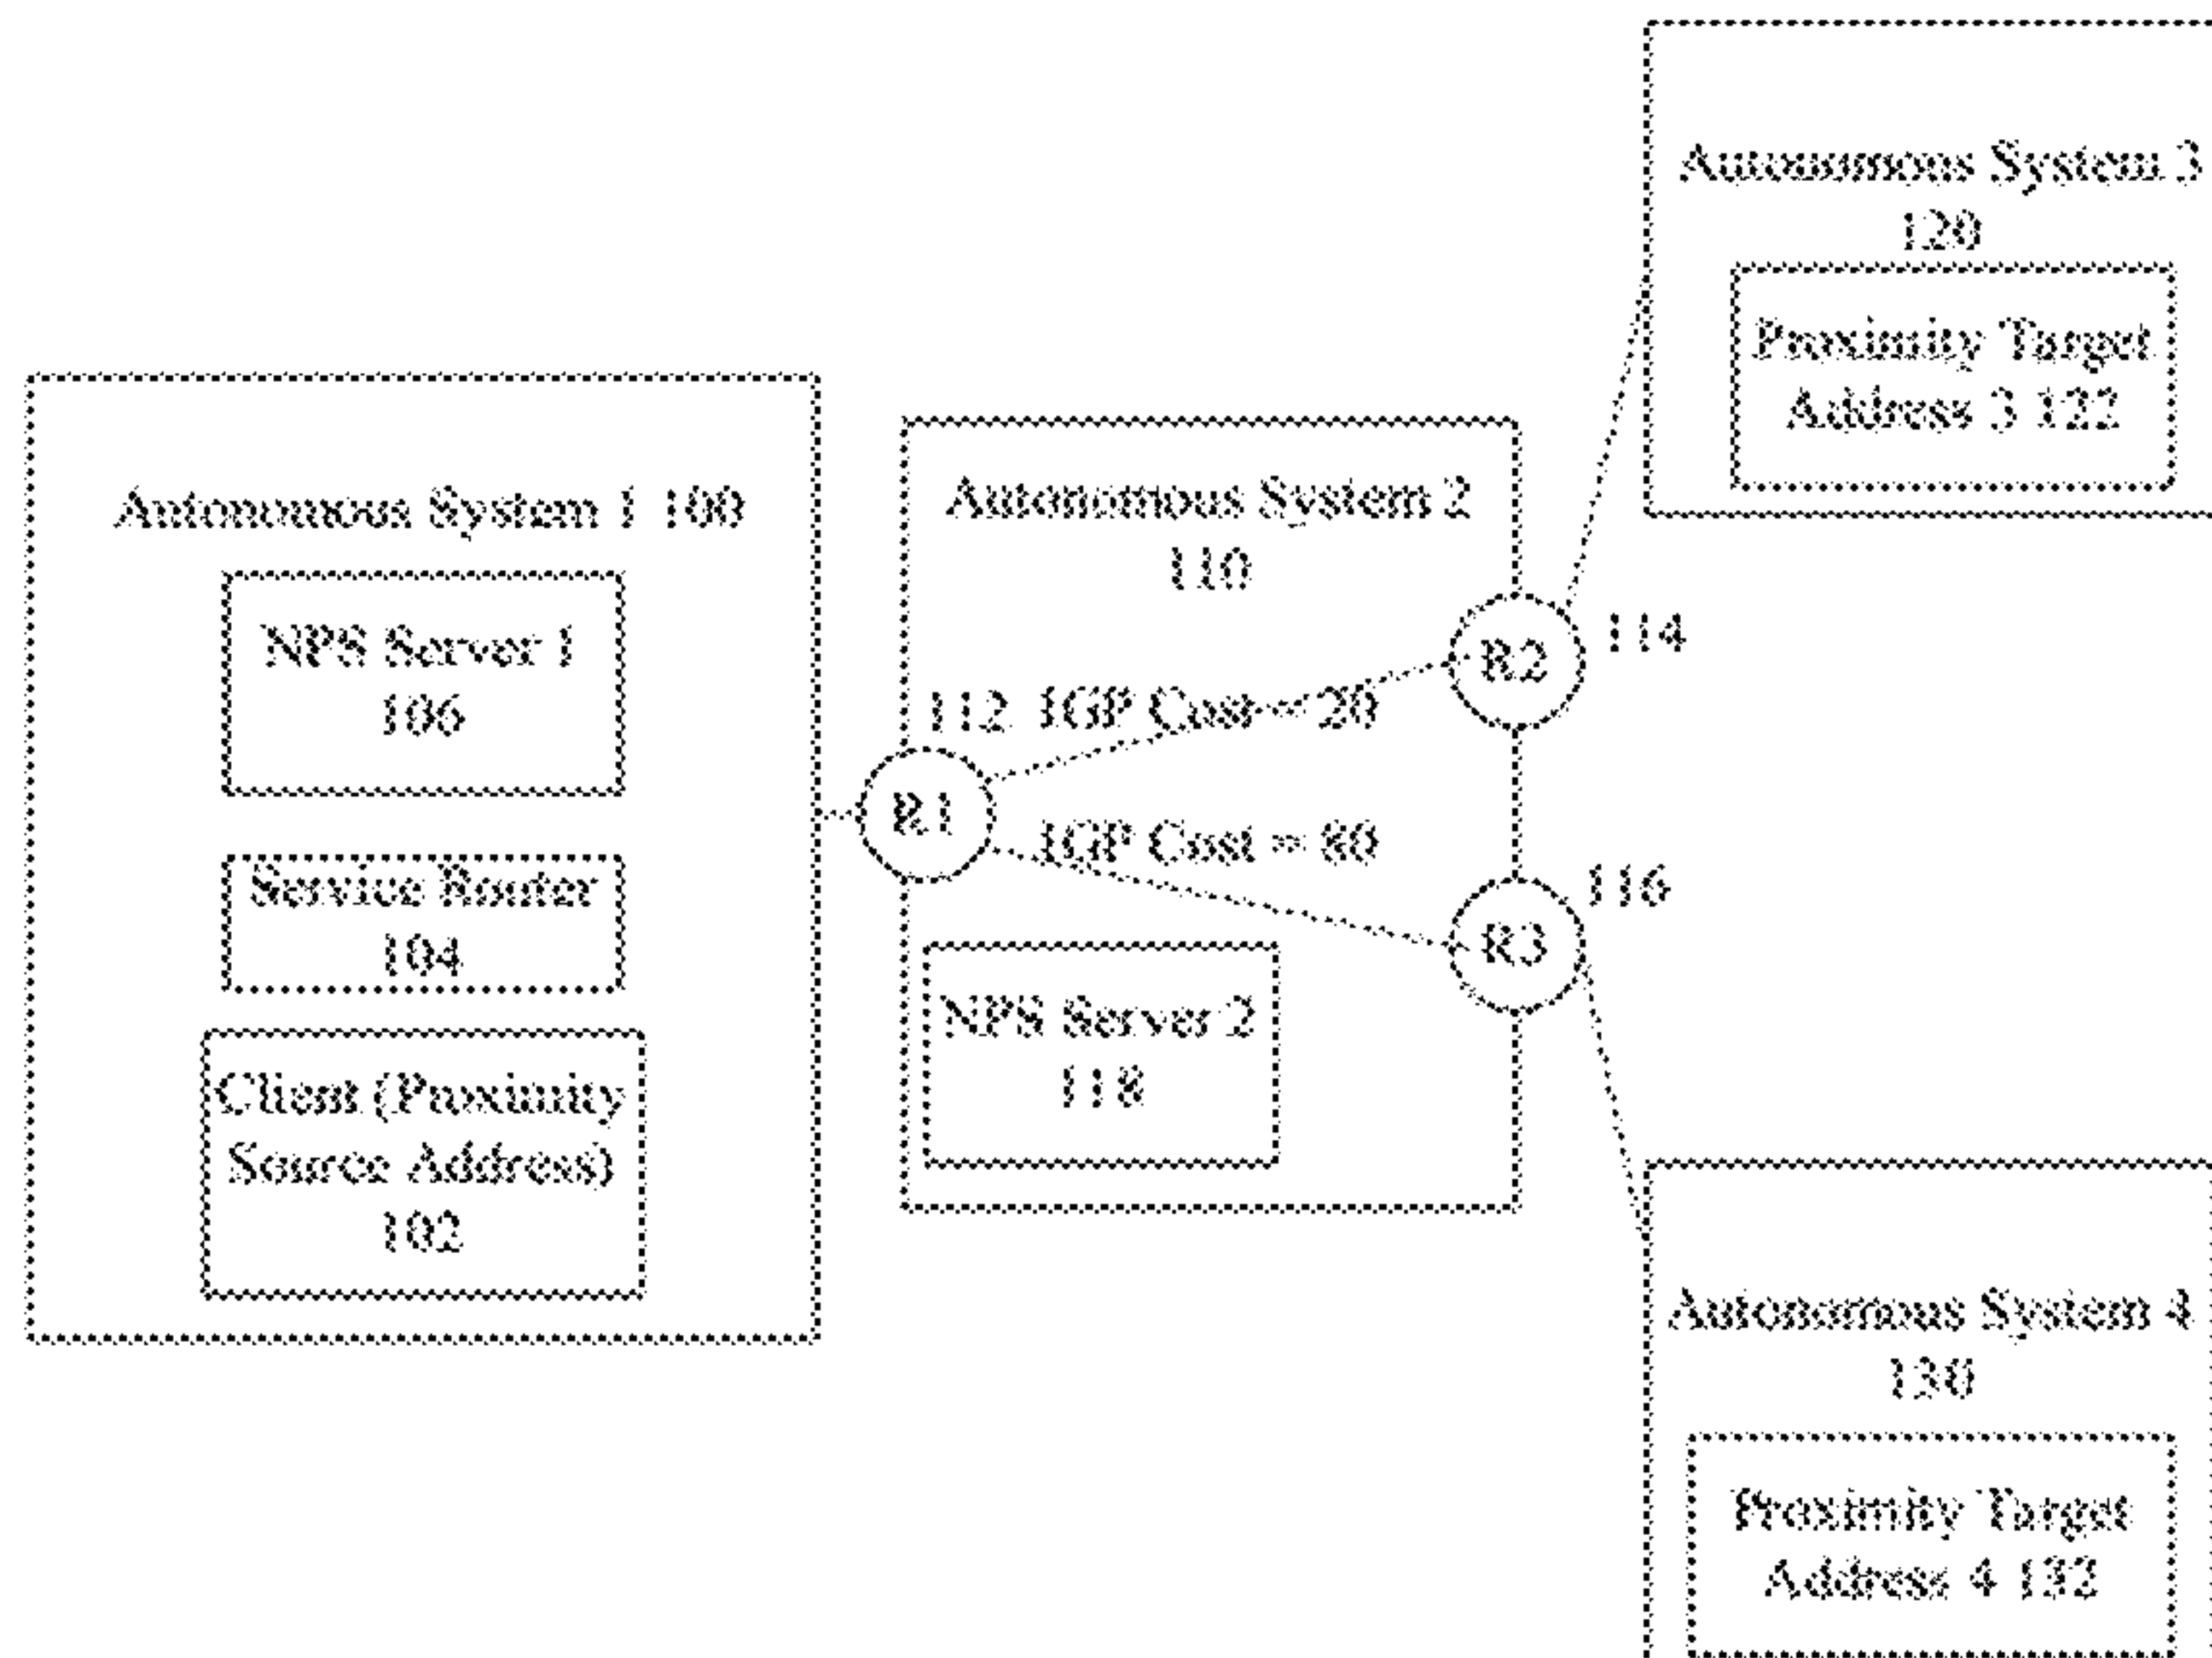 Autonomous System 1 100
NPS Server 1
106
Service Router
104
Client (Proximity
Source Address)
102
Autonomous System 2
110
112 IGP Cost = 20
R1
IGP Cost = 80
R2
114
R3
116
NPS Server 2
118
Autonomous System 3
120
Proximity Target
Address 3 122
Autonomous System 4
130
Proximity Target
Address 4 132